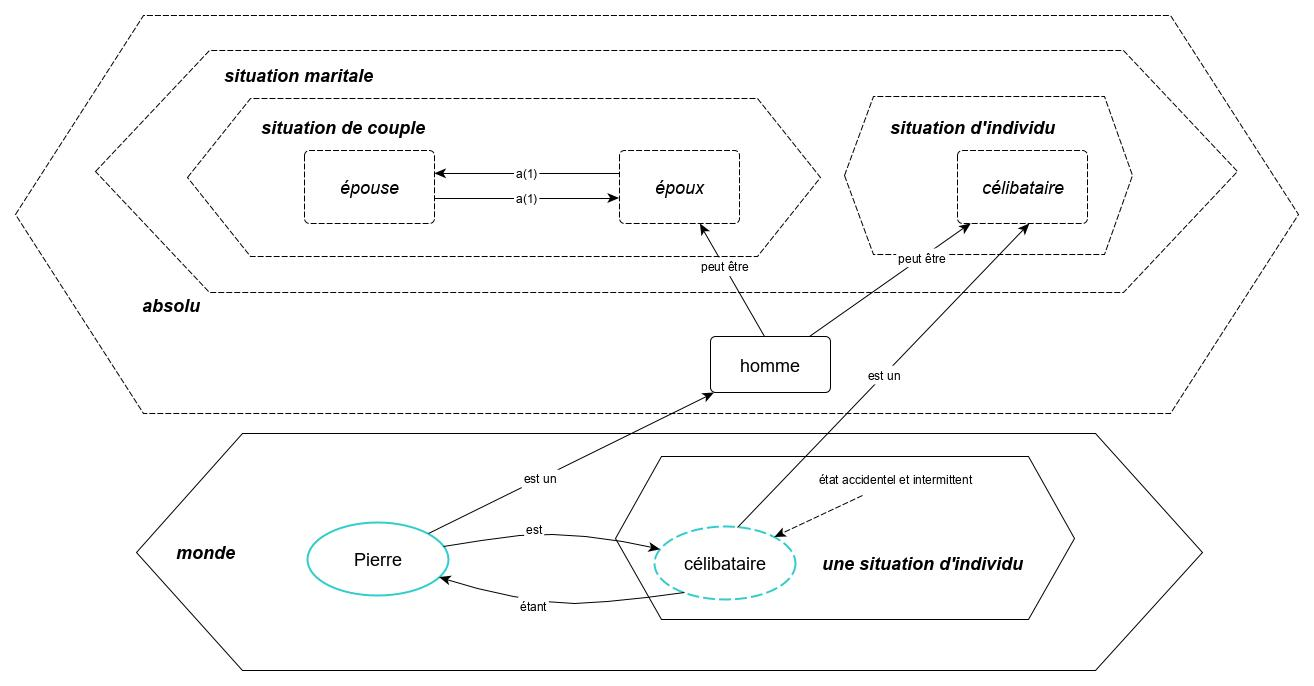 situation maritale
situation de couple
situation d'individu
épouse
a(1)
a(1)
époux
célibataire
peut être
peut être
absolu
homme
est un
est un
état accidentel et intermittent
monde
Pierre
est
célibataire
une situation d'individu
étant